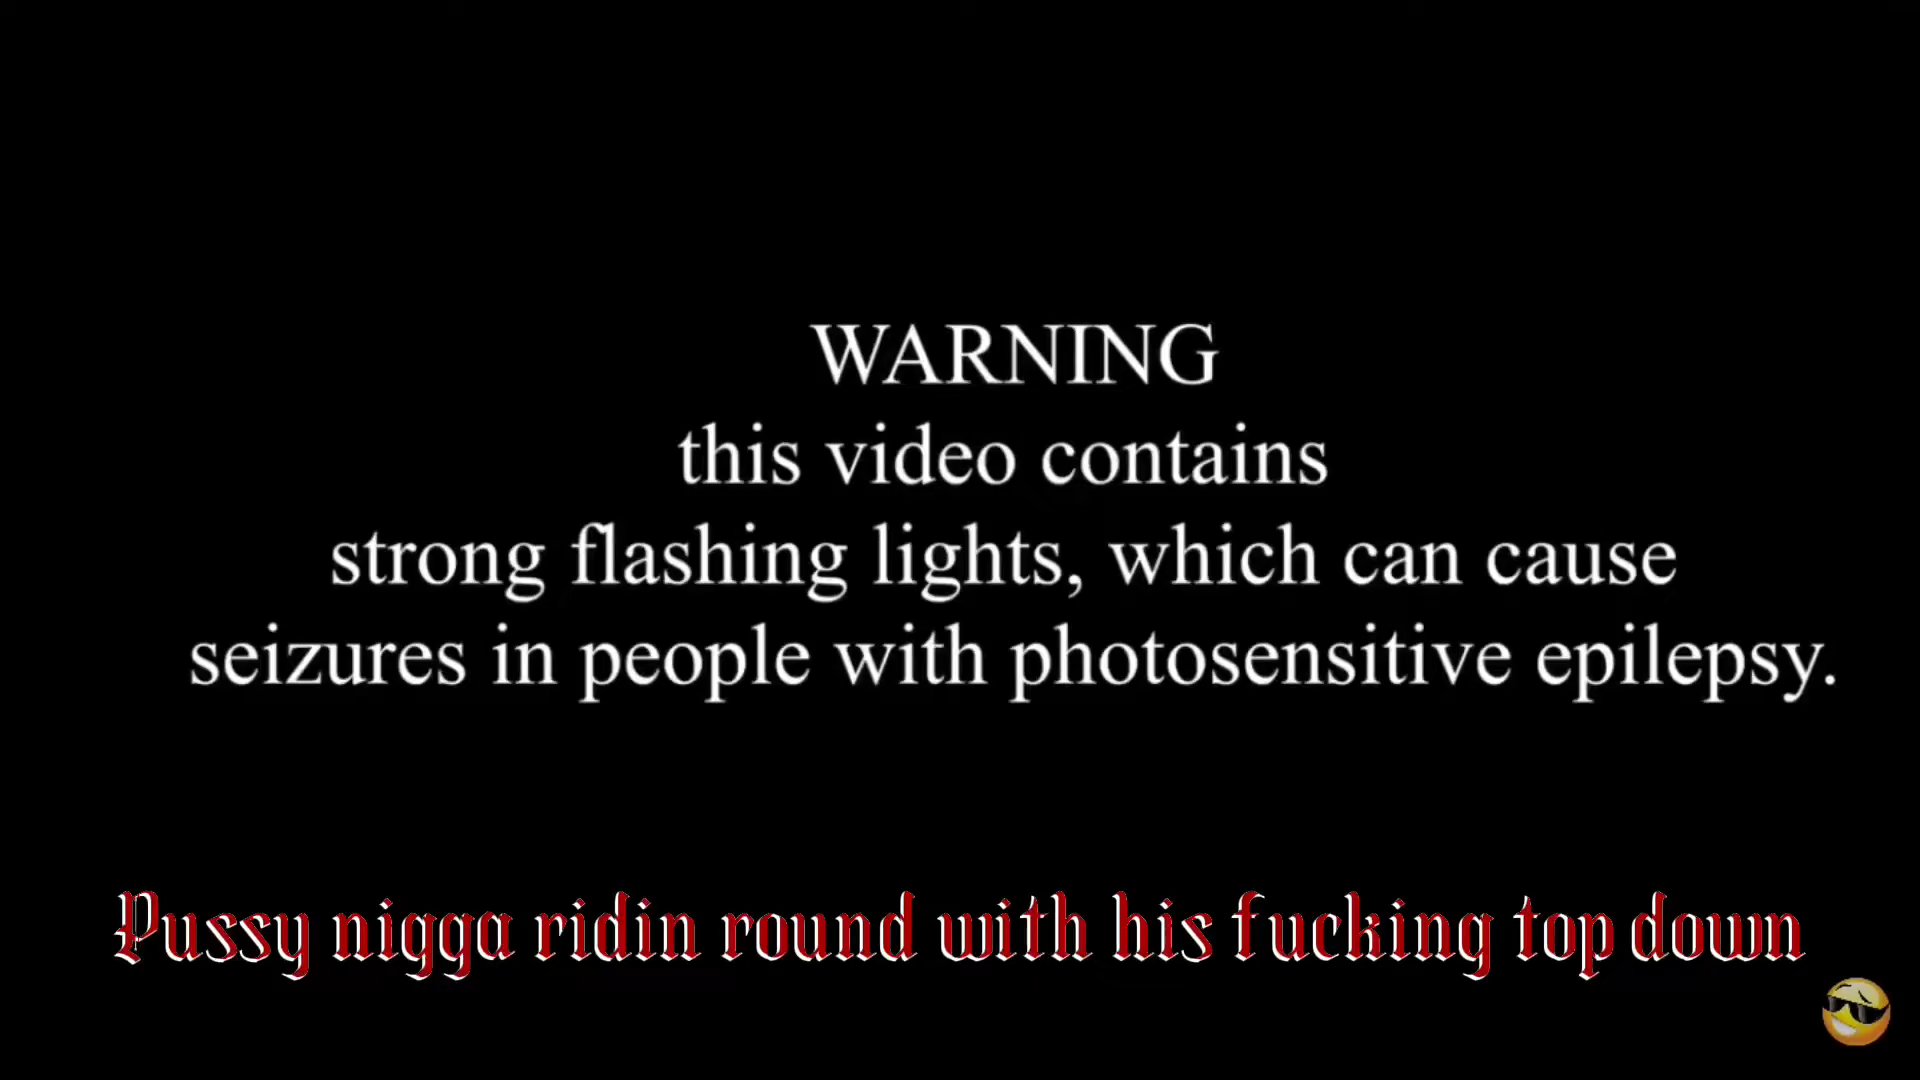 WARNING
this video contains
strong flashing lights, which can cause
seizures in people with photosensitive epilepsy.
Pussy nigga ridin round with his fucking top down